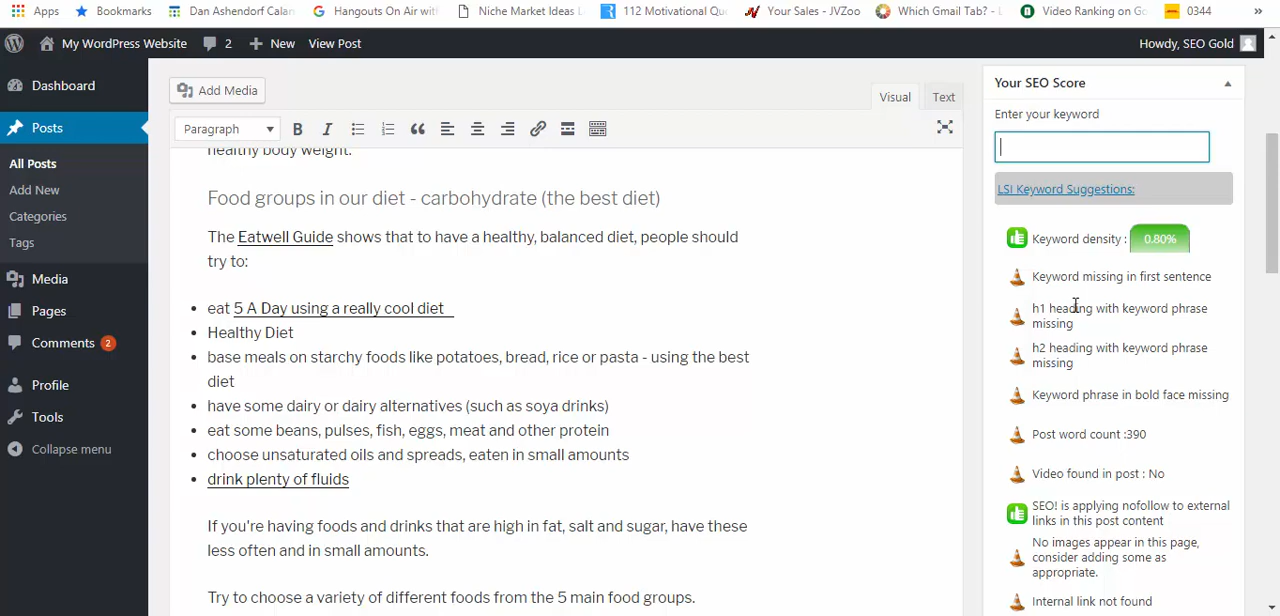 Apps Bookmarks Dan Ashendorf Calan Hangouts On Air with Niche Market Ideas L 112 Motivational Qu Your Sales - JVZoo Which Gmail Tab? - L Video Ranking on Go 0344 »
My WordPress Website 2 + New View Post Howdy, SEO Gold
Dashboard
Posts
All Posts
Add New
Categories
Tags
Media
Pages
Comments 2
Profile
Tools
Collapse menu
Add Media
Visual Text
Paragraph B I
healthy body weight.
Food groups in our diet - carbohydrate (the best diet)
The Eatwell Guide shows that to have a healthy, balanced diet, people should
try to:
• eat 5 A Day using a really cool diet
• Healthy Diet
• base meals on starchy foods like potatoes, bread, rice or pasta - using the best
diet
• have some dairy or dairy alternatives (such as soya drinks)
• eat some beans, pulses, fish, eggs, meat and other protein
• choose unsaturated oils and spreads, eaten in small amounts
• drink plenty of fluids
If you're having foods and drinks that are high in fat, salt and sugar, have these
less often and in small amounts.
Try to choose a variety of different foods from the 5 main food groups.
Your SEO Score
Enter your keyword
LSI Keyword Suggestions:
Keyword density : 0.80%
Keyword missing in first sentence
h1 heading with keyword phrase
missing
h2 heading with keyword phrase
missing
Keyword phrase in bold face missing
Post word count :390
Video found in post : No
SEO! is applying nofollow to external
links in this post content
No images appear in this page,
consider adding some as
appropriate.
Internal link not found